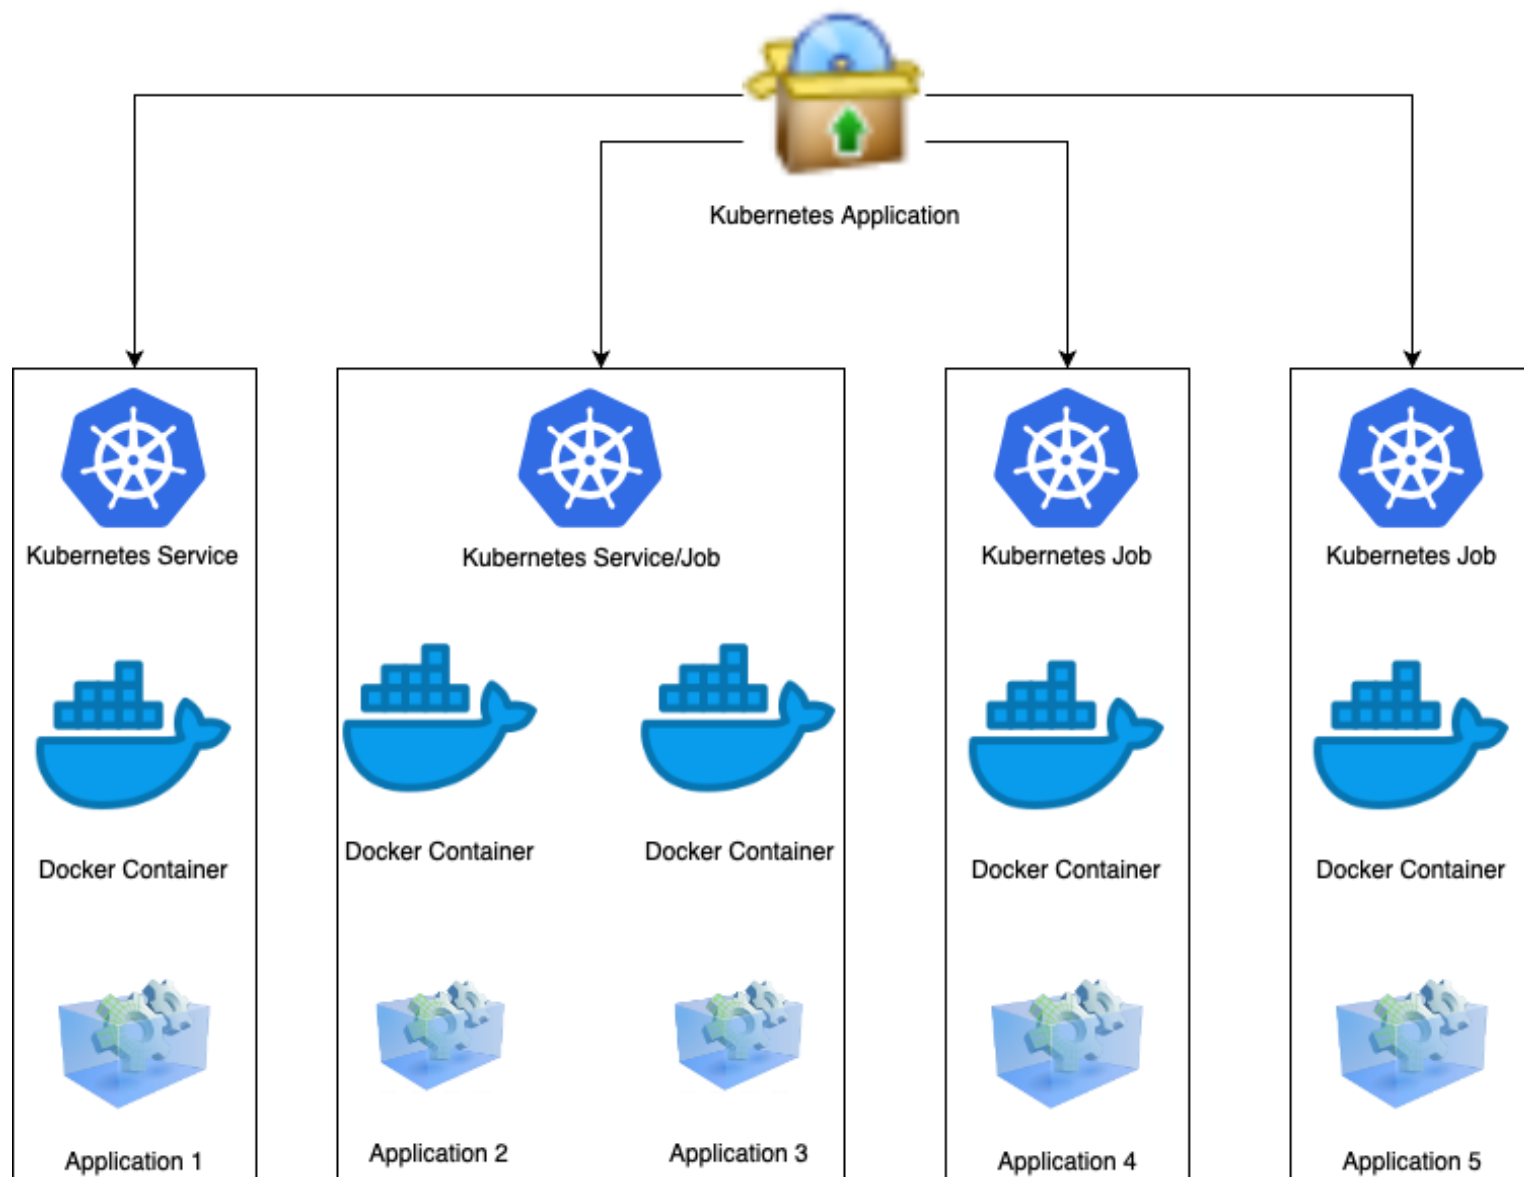 Kubernetes Application
Kubernetes Service
Kubernetes Service/Job
Kubernetes Job
Kubernetes Job
Docker Container
Docker Container
Docker Container
Docker Container
Docker Container
Application 1
Application 2
Application 3
Application 4
Application 5